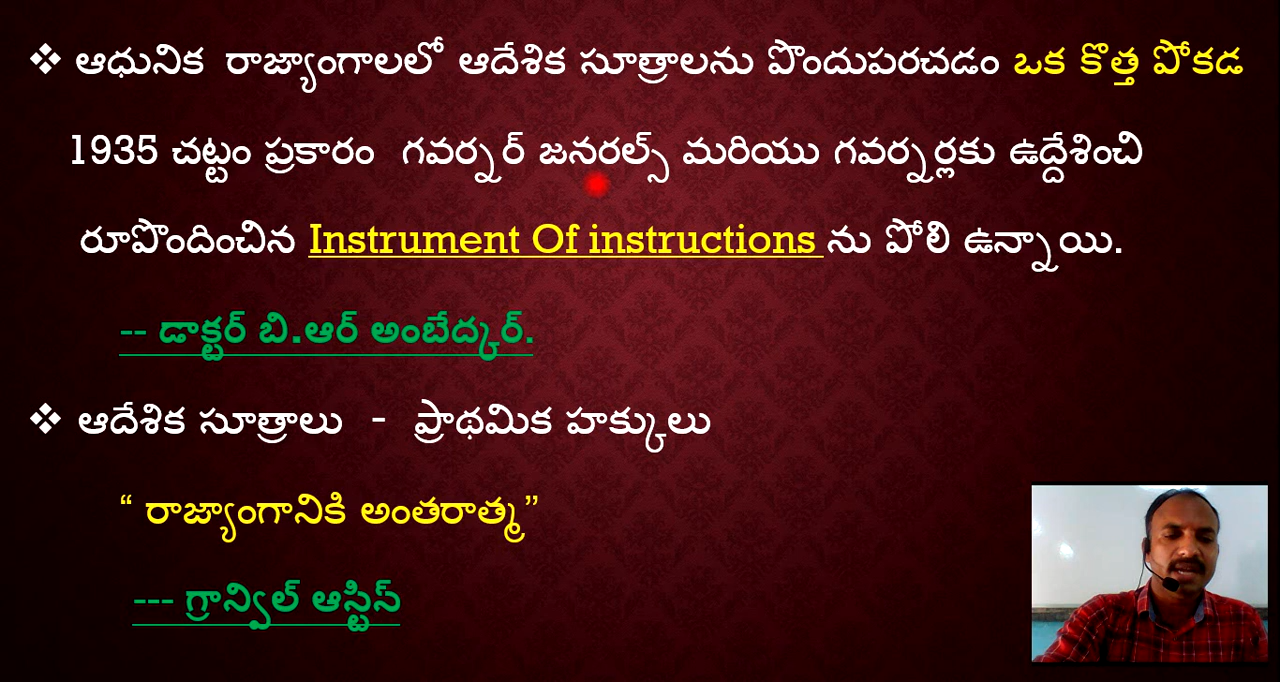 ❖ ఆధునిక రాజ్యాంగాలలో ఆదేశిక సూత్రాలను పొందుపరచడం ఒక కొత్త పోకడ
1935 చట్టం ప్రకారం గవర్నర్ జనరల్స్ మరియు గవర్నర్లకు ఉద్దేశించి
రూపొందించిన Instrument Of instructions ను పోలి ఉన్నాయి.
-- డాక్టర్ బి.ఆర్ అంబేద్కర్.
❖ ఆదేశిక సూత్రాలు - ప్రాథమిక హక్కులు
“ రాజ్యాంగానికి అంతరాత్మ”
--- గ్రాన్విల్ ఆస్టిన్